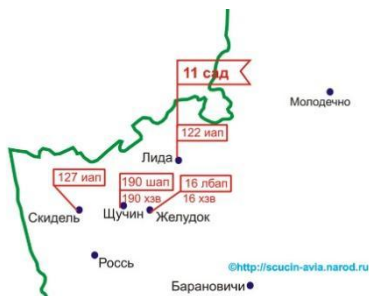 11 сад
Молодечно
122 иап
Лида
127 иап
190 шап
16 лбап
190 хзв
16 хзв
Скидель
Щучин
Желудок
Россь
©http://scucin-avia.narod.ru
Барановичи